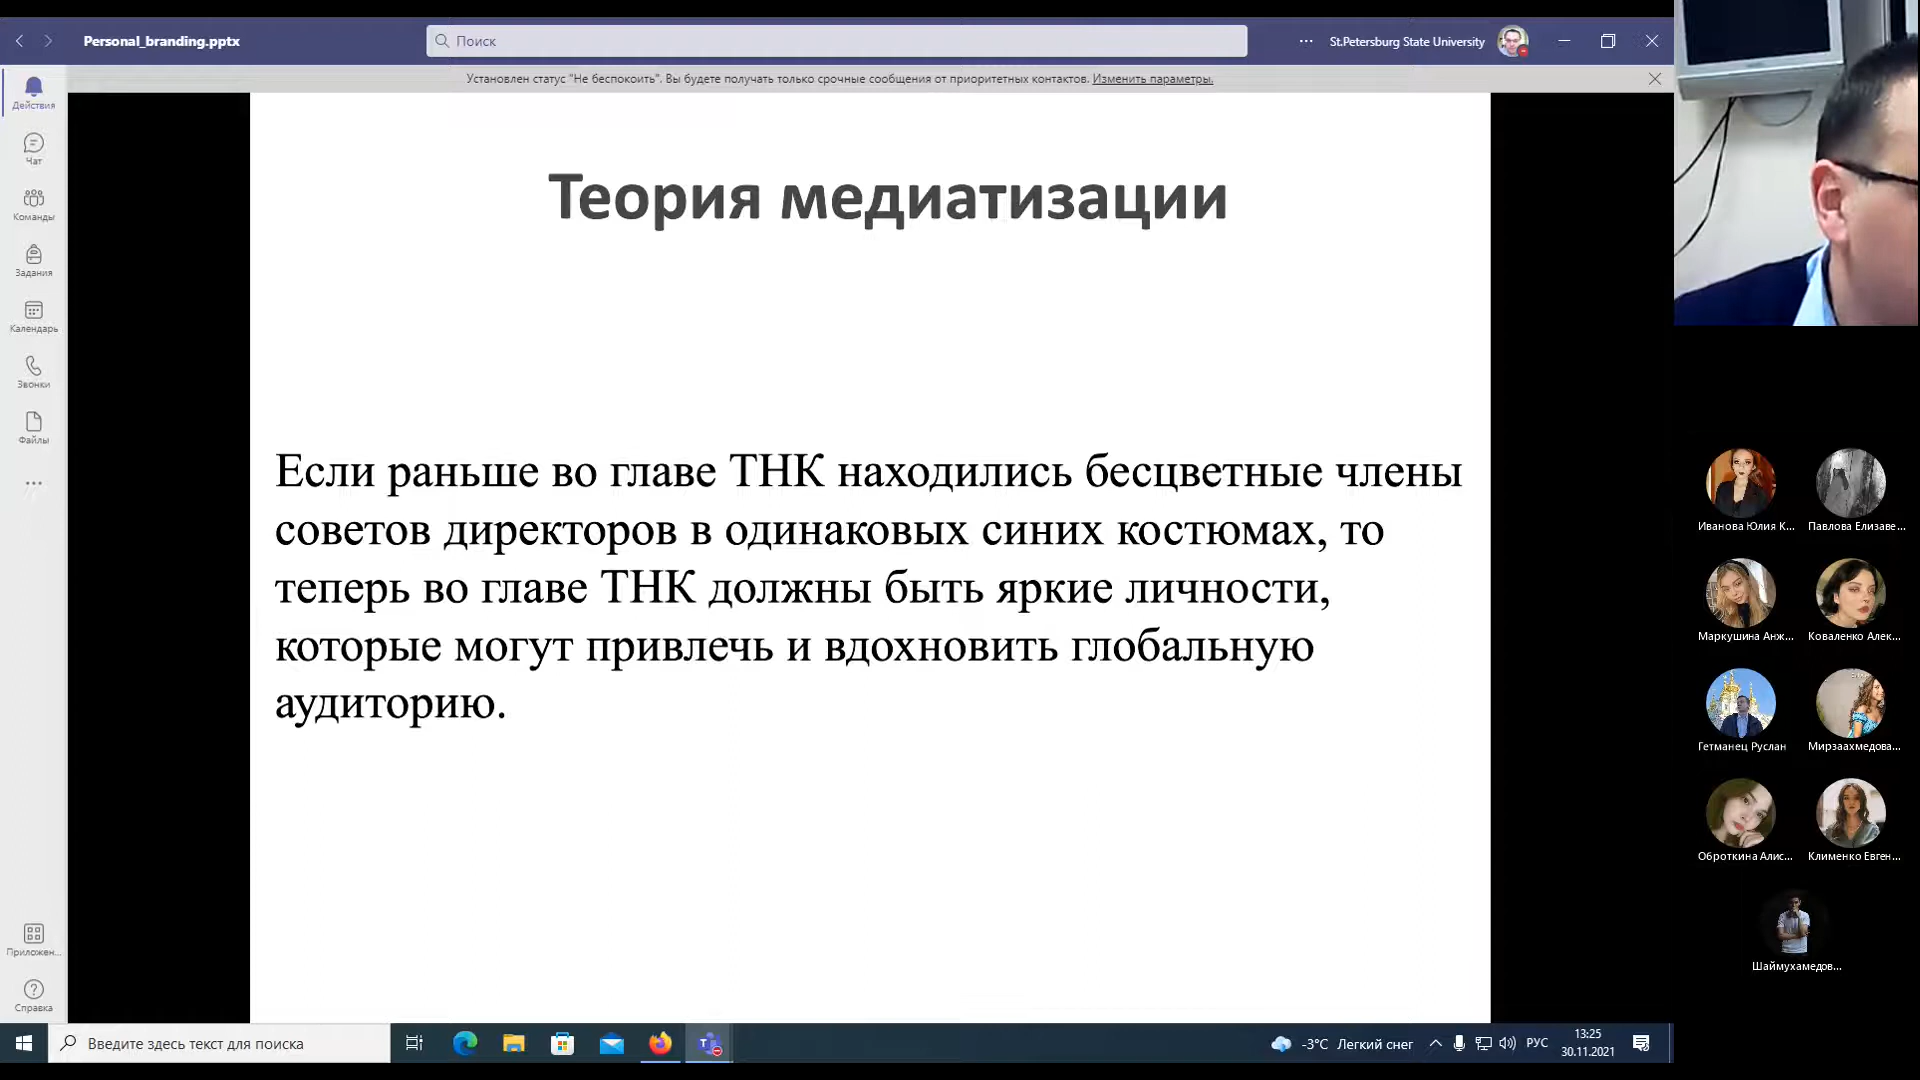 Personal_branding.pptx
Поиск
St.Petersburg State University
Установлен статус "Не беспокоить". Вы будете получать только срочные сообщения от приоритетных контактов. Изменить параметры.
Действия
Чат
Команды
Задания
Календарь
Звонки
Файлы
Приложен...
Справка
Теория медиатизации
Если раньше во главе ТНК находились бесцветные члены
советов директоров в одинаковых синих костюмах, то
теперь во главе ТНК должны быть яркие личности,
которые могут привлечь и вдохновить глобальную
аудиторию.
Иванова Юлия К...
Павлова Елизаве...
Маркушина Анж...
Коваленко Алек...
Гетманец Руслан
Мирзаахмедова...
Оброткина Алис...
Клименко Евген...
Шаймухамедов...
Введите здесь текст для поиска
-3°C Легкий снег
РУС
13:25
30.11.2021